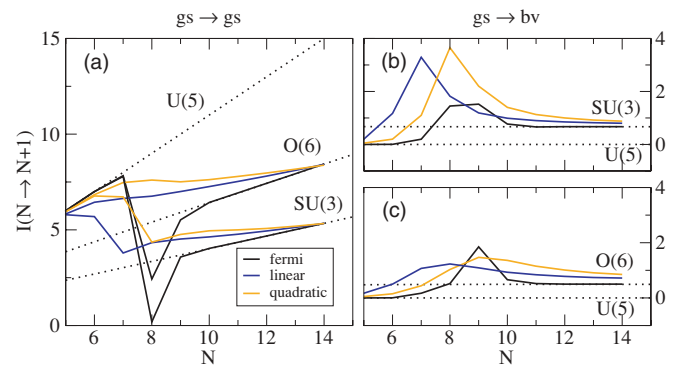 gs → gs
gs → bv
15
10
5
0
I(N → N+1)
(a)
U(5)
O(6)
SU(3)
fermi
linear
quadratic
6 8 10 12 14
N
(b)
SU(3)
U(5)
4
2
0
(c)
O(6)
U(5)
4
2
0
6 8 10 12 14
N